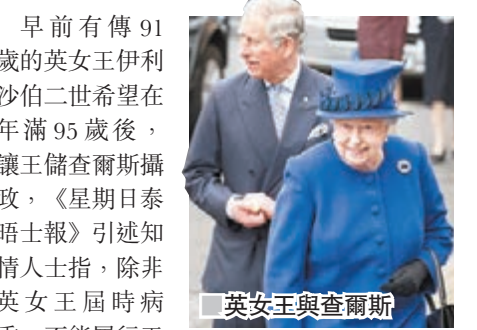 早前有傳91
歲的英女王伊利
沙伯二世希望在
年滿95歲後，
讓王儲查爾斯攝
政，《星期日泰
晤士報》引述知
情人士指，除非
英女王屆時病
■英女王與查爾斯